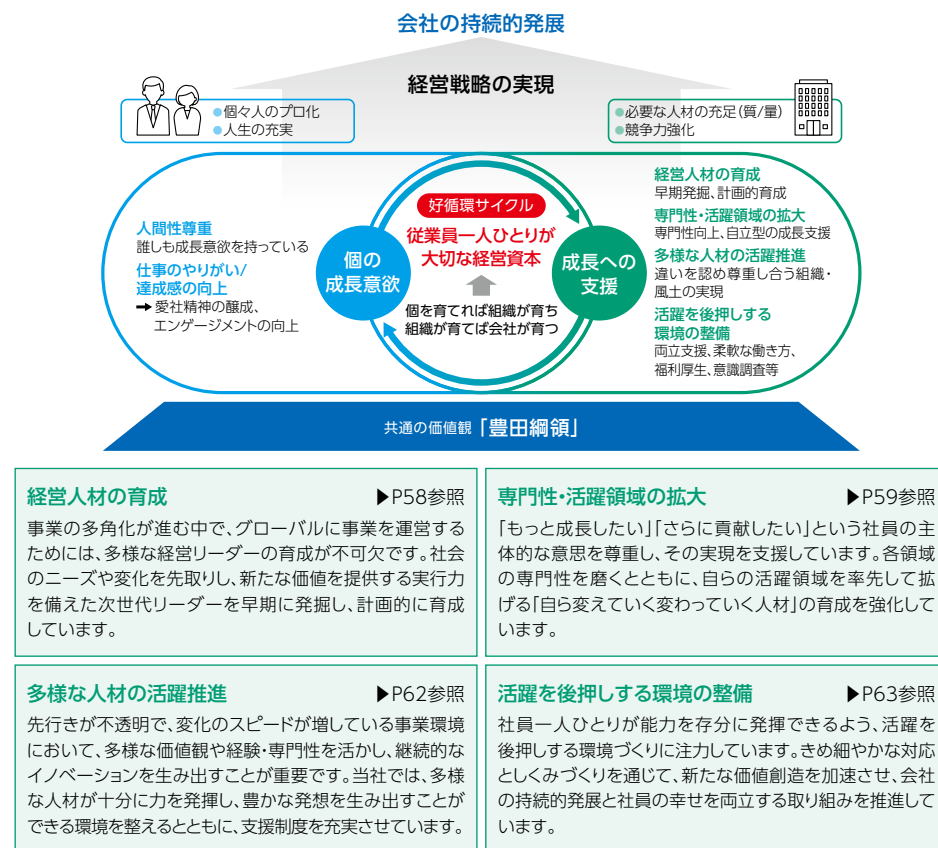 会社の持続的発展
経営戦略の実現
●個々人のプロ化
●人生の充実
●必要な人材の充足(質/量)
●競争力強化
人間性尊重
誰しも成長意欲を持っている
仕事のやりがい/
達成感の向上
➡愛社精神の醸成、
エンゲージメントの向上
個の
成長意欲
好循環サイクル
従業員一人ひとりが
大切な経営資本
個を育てれば組織が育ち
組織が育てば会社が育つ
成長への
支援
経営人材の育成
早期発掘、計画的育成
専門性・活躍領域の拡大
専門性向上、自立型の成長支援
多様な人材の活躍推進
違いを認め尊重し合う組織・
風土の実現
活躍を後押しする
環境の整備
両立支援、柔軟な働き方、
福利厚生、意識調査等
共通の価値観「豊田綱領」
経営人材の育成 ▶P58参照
事業の多角化が進む中で、グローバルに事業を運営する
ためには、多様な経営リーダーの育成が不可欠です。社会
のニーズや変化を先取りし、新たな価値を提供する実行力
を備えた次世代リーダーを早期に発掘し、計画的に育成
しています。
専門性・活躍領域の拡大 ▶P59参照
「もっと成長したい」「さらに貢献したい」という社員の主
体的な意思を尊重し、その実現を支援しています。各領域
の専門性を磨くとともに、自らの活躍領域を率先して拡
げる「自ら変えていく変わっていく人材」の育成を強化して
います。
多様な人材の活躍推進 ▶P62参照
先行きが不透明で、変化のスピードが増している事業環境
において、多様な価値観や経験・専門性を活かし、継続的な
イノベーションを生み出すことが重要です。当社では、多様
な人材が十分に力を発揮し、豊かな発想を生み出すことが
できる環境を整えるとともに、支援制度を充実させています。
活躍を後押しする環境の整備 ▶P63参照
社員一人ひとりが能力を存分に発揮できるよう、活躍を
後押しする環境づくりに注力しています。きめ細やかな対応
としくみづくりを通じて、新たな価値創造を加速させ、会社
の持続的発展と社員の幸せを両立する取り組みを推進して
います。